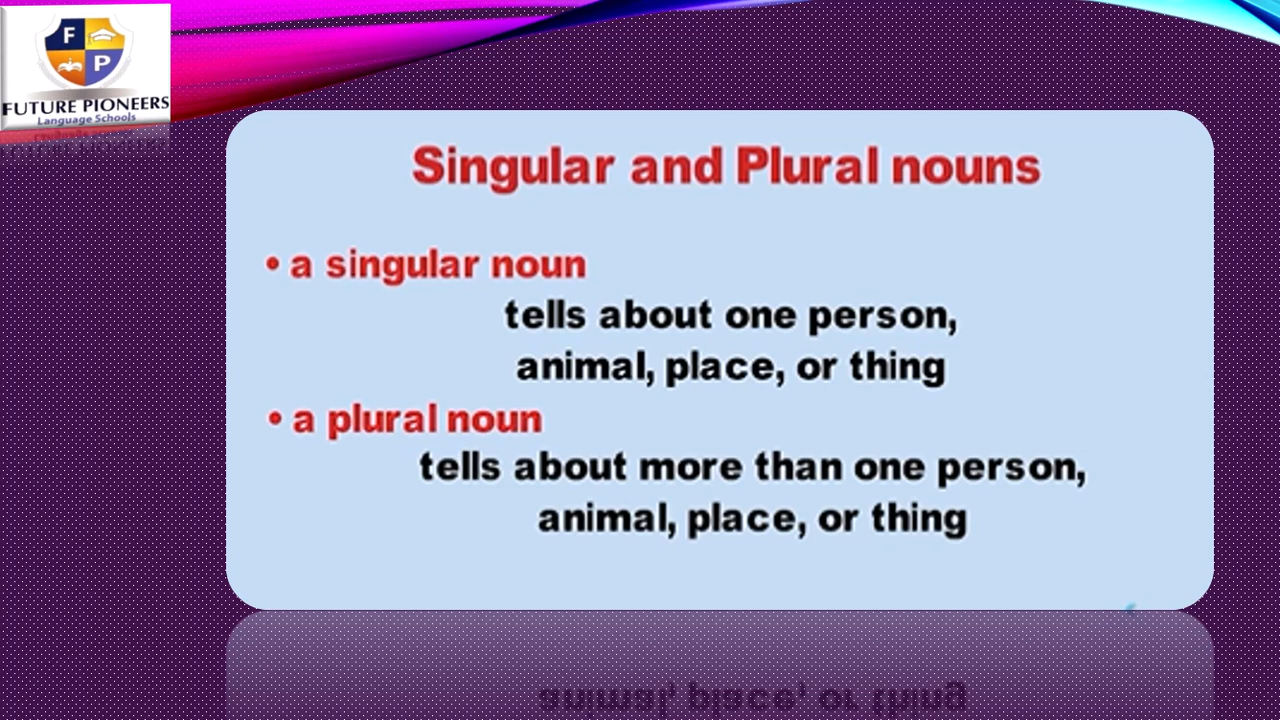 F
P
FUTURE PIONEERS
Language Schools
Singular and Plural nouns
• a singular noun
tells about one person,
animal, place, or thing
• a plural noun
tells about more than one person,
animal, place, or thing